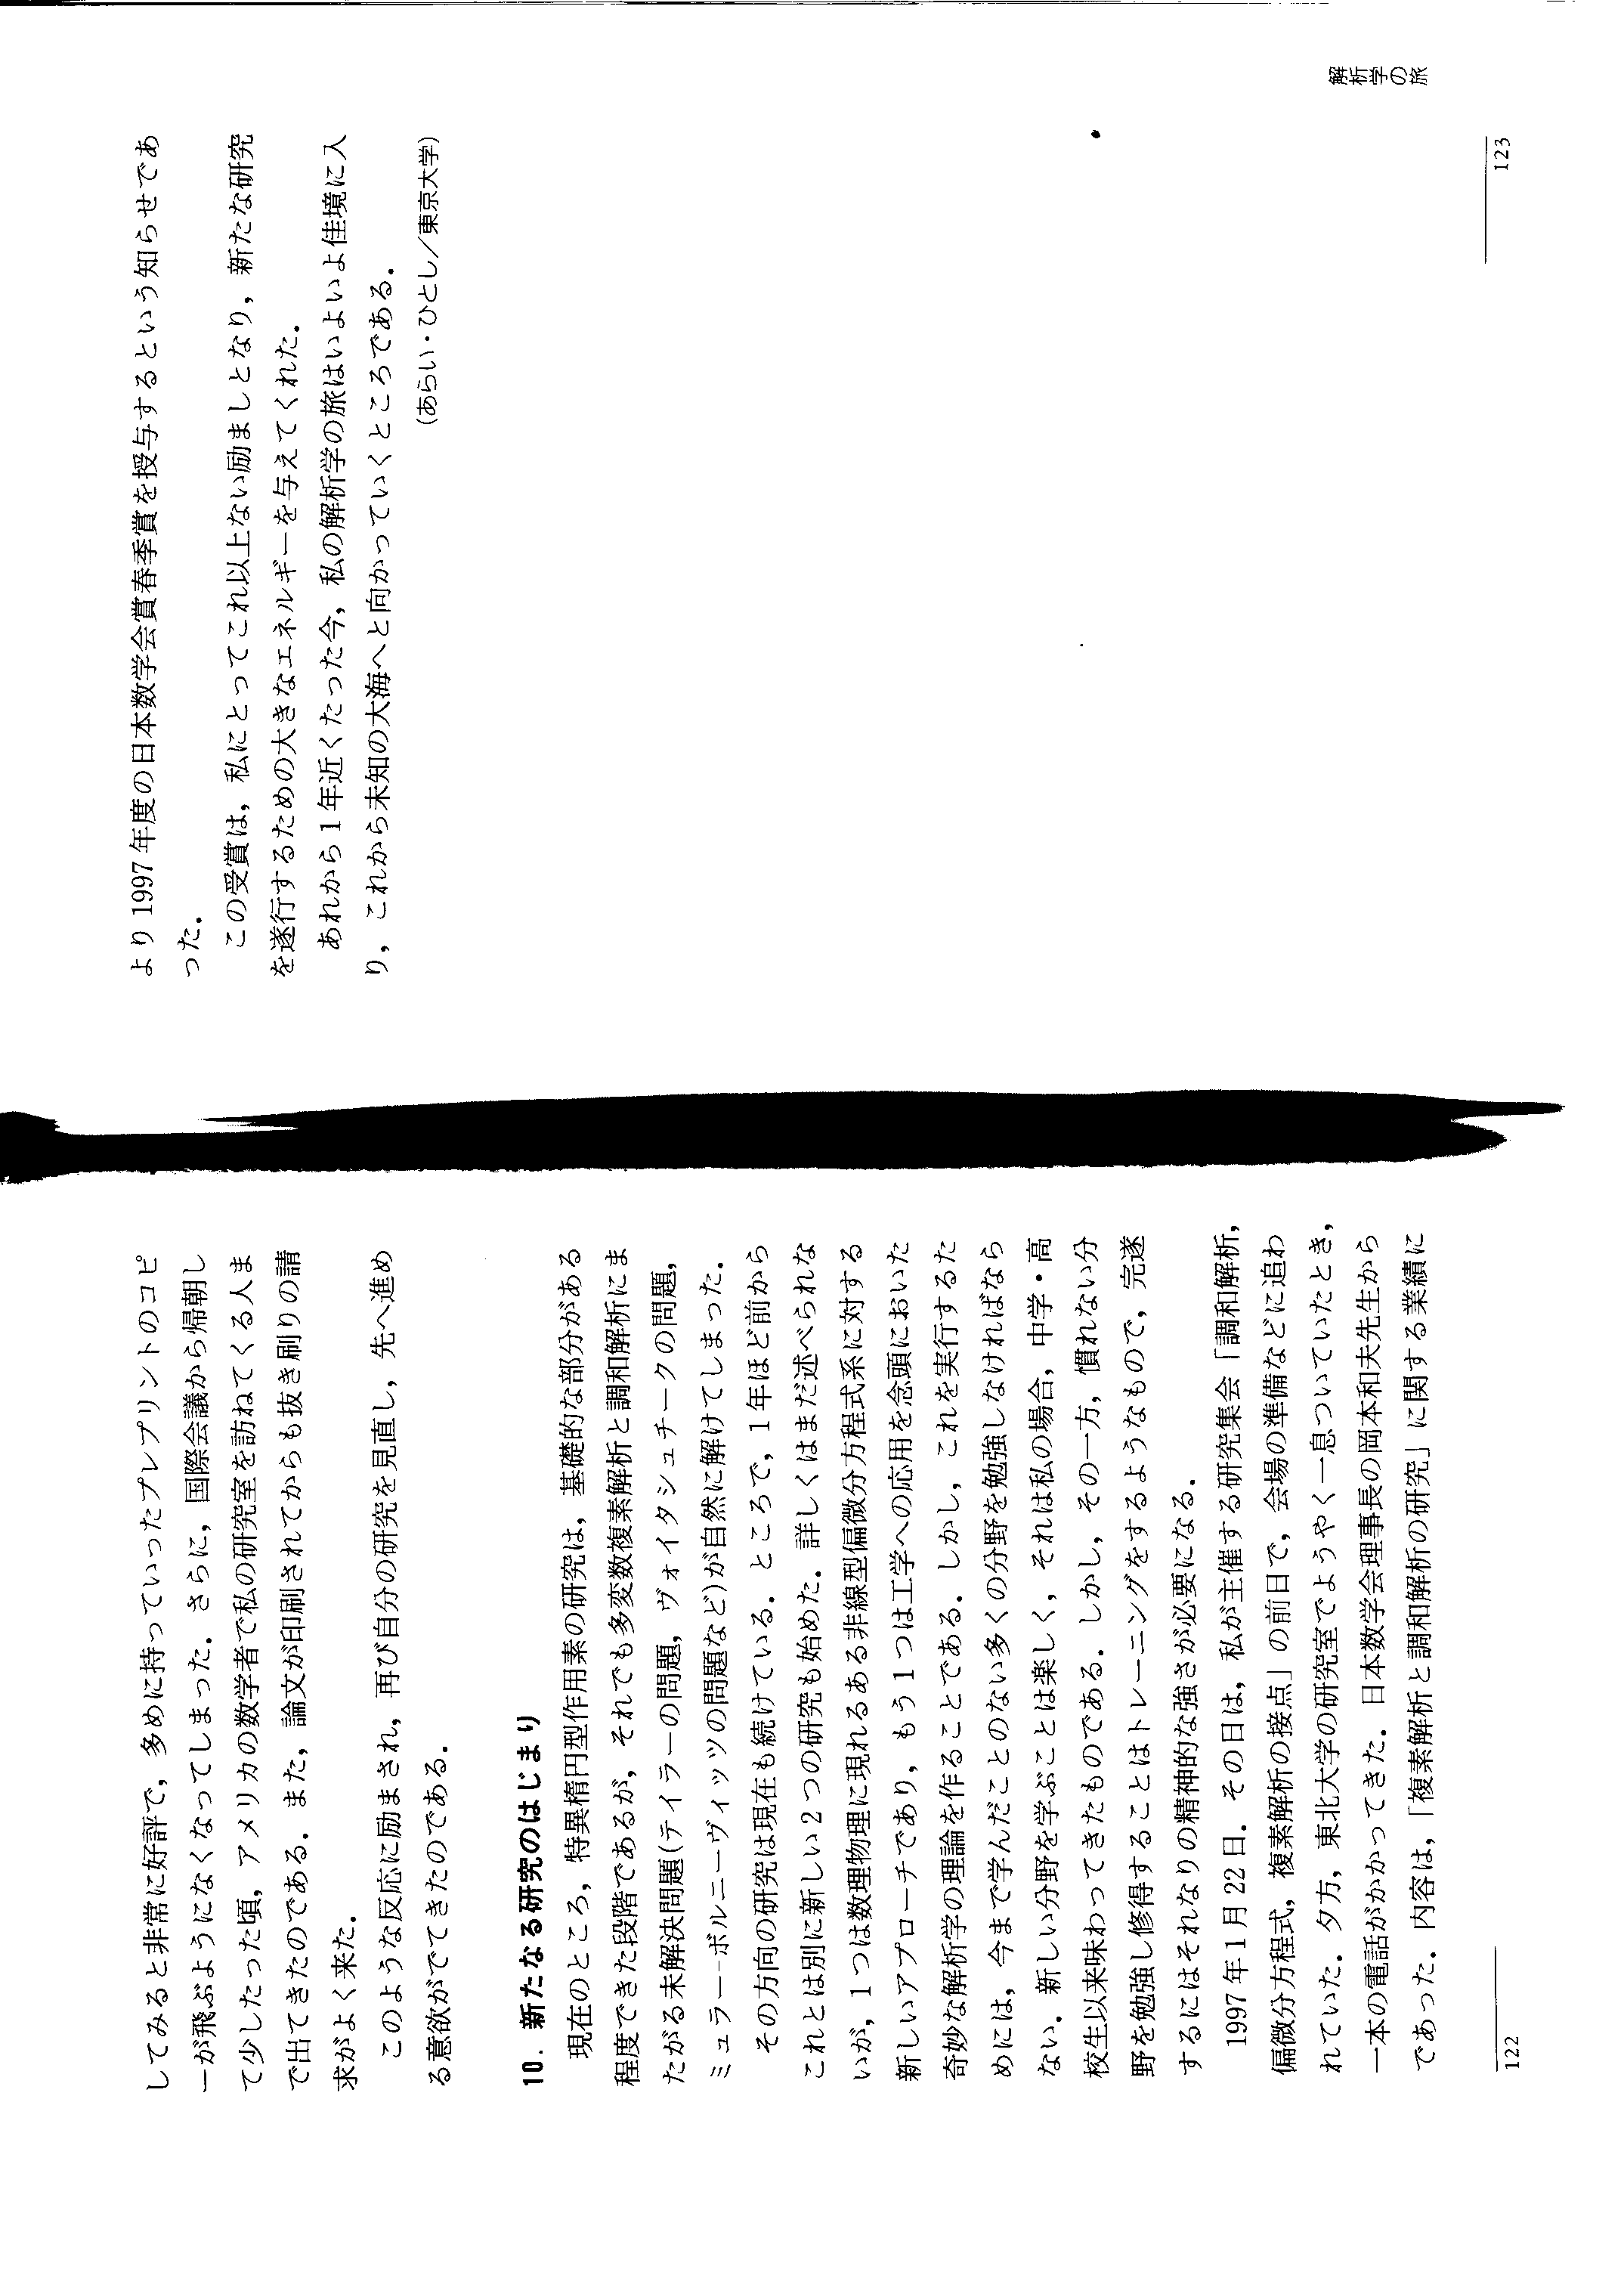 してみると非常に好評で，多めに持っていったプレプリントのコピ
ーが飛ぶようになくなってしまった．さらに，国際会議から帰朝し
て少したった頃，アメリカの数学者で私の研究室を訪ねてくる人ま
で出てきたのである．また，論文が印刷されてからも抜き刷りの請
求がよく来た．
このような反応に励まされ，再び自分の研究を見直し，先へ進め
る意欲がでてきたのである．
10．新たなる研究のはじまり
現在のところ，特異楕円型作用素の研究は，基礎的な部分がある
程度できた段階であるが，それでも多変数複素解析と調和解析にま
たがる未解決問題(テイラーの問題，ヴォイタシュチークの問題，
ミュラー-ボルニーヴィッツの問題など)が自然に解けてしまった．
その方向の研究は現在も続けている．ところで，1年ほど前から
これとは別に新しい2つの研究も始めた．詳しくはまだ述べられな
いが，1つは数理物理に現れるある非線型偏微分方程式系に対する
新しいアプローチであり，もう1つは工学への応用を念頭においた
奇妙な解析学の理論を作ることである．しかし，これを実行するた
めには，今まで学んだことのない多くの分野を勉強しなければなら
ない．新しい分野を学ぶことは楽しく，それは私の場合，中学・高
校生以来味わってきたものである．しかし，その一方，慣れない分
野を勉強し修得することはトレーニングをするようなもので，完遂
するにはそれなりの精神的な強さが必要になる．
1997年1月22日．その日は，私が主催する研究集会「調和解析，
偏微分方程式，複素解析の接点」の前日で，会場の準備などに追わ
れていた．夕方，東北大学の研究室でようやく一息ついていたとき，
一本の電話がかかってきた．日本数学会理事長の岡本和夫先生から
であった．内容は，「複素解析と調和解析の研究」に関する業績に
122
より1997年度の日本数学会賞春季賞を授与するという知らせであ
った．
この受賞は，私にとってこれ以上ない励ましとなり，新たな研究
を遂行するための大きなエネルギーを与えてくれた．
あれから1年近くたった今，私の解析学の旅はいよいよ佳境に入
り，これから未知の大海へと向かっていくところである．
(あらい・ひとし／東京大学)
解析学の旅
123